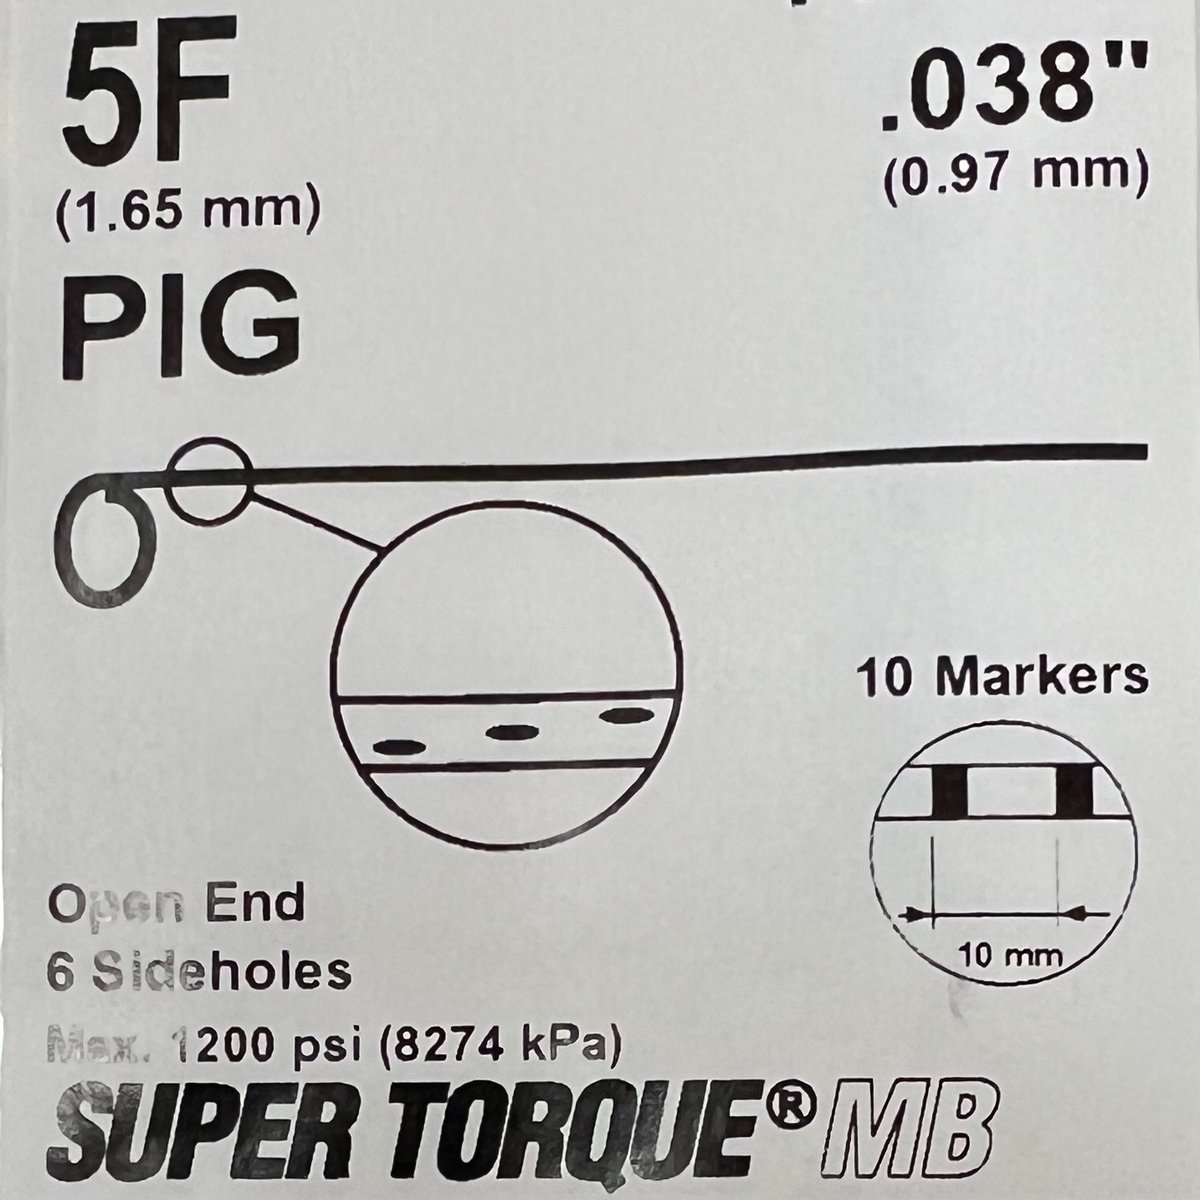 5F
.038"
(1.65 mm)
(0.97 mm)
PIG
10 Markers
10 mm
Open End
6 Sideholes
Max. 1200 psi (8274 kPa)
SUPER TORQUE® MB